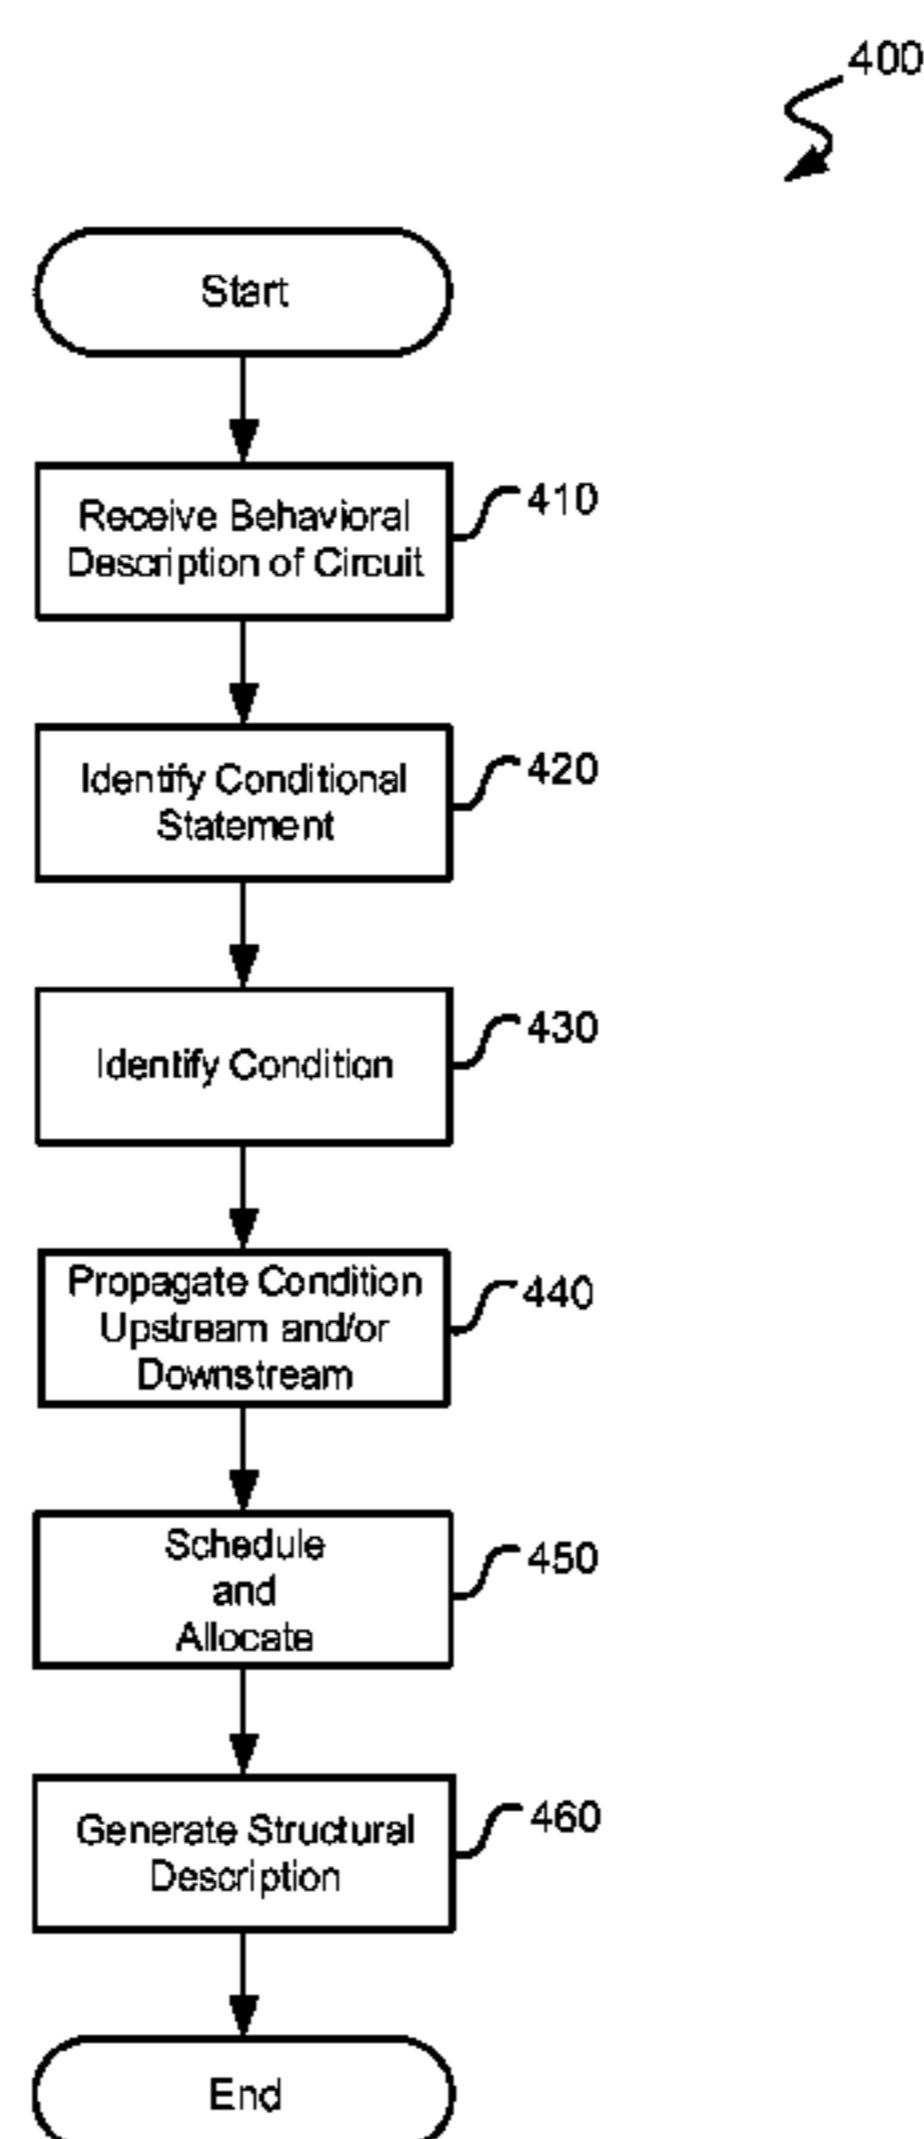 400
Start
Receive Behavioral
Description of Circuit
410
Identify Conditional
Statement
420
Identify Condition
430
Propagate Condition
Upstream and/or
Downstream
440
Schedule
and
Allocate
450
Generate Structural
Description
460
End